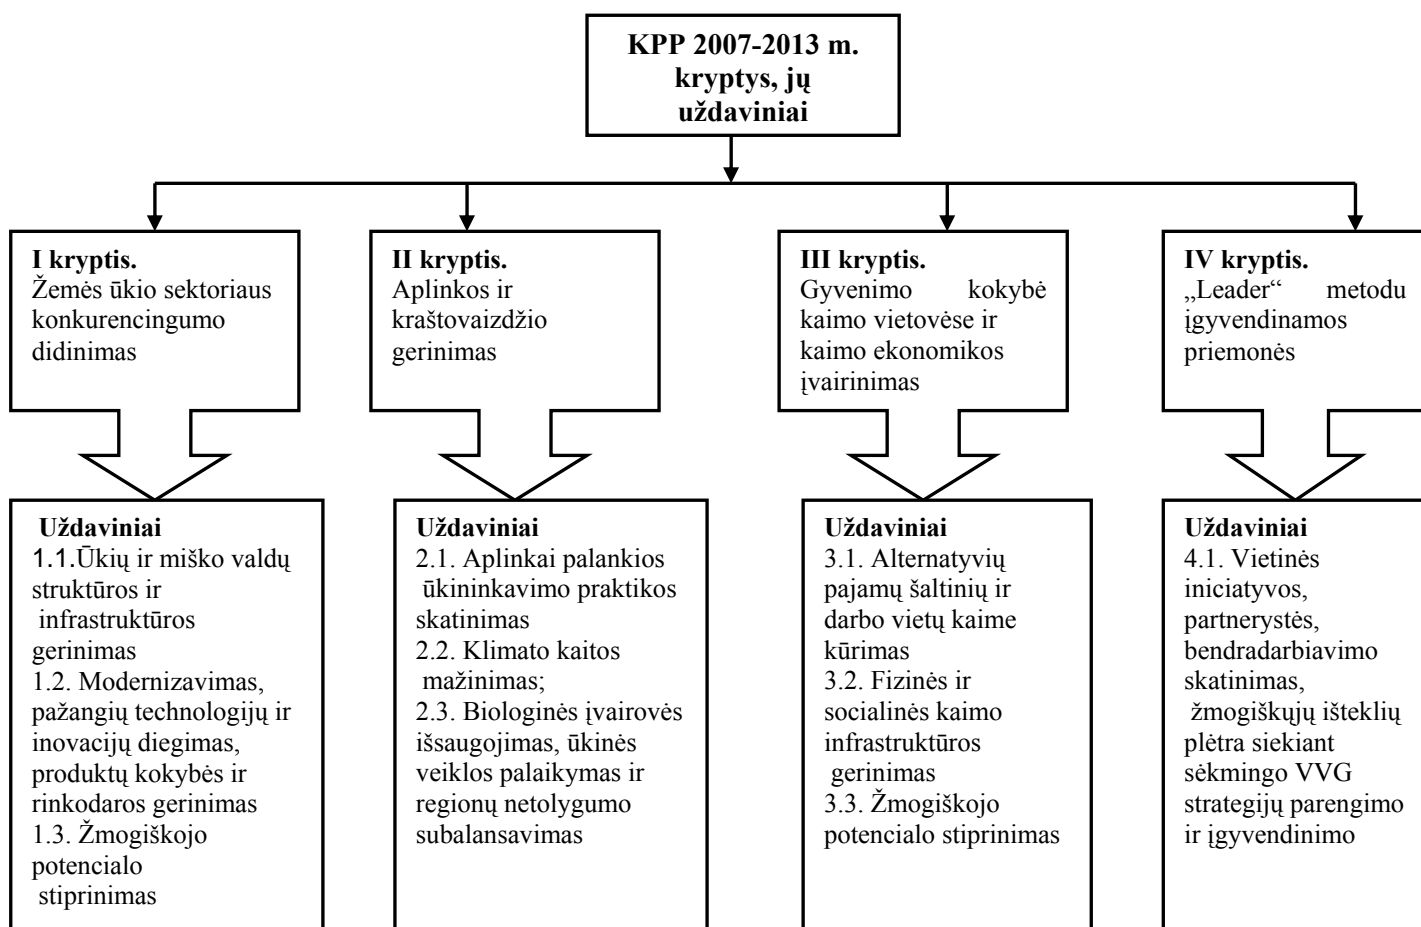 KPP 2007-2013 m.
kryptys, jų
uždaviniai
I kryptis.
Žemės ūkio sektoriaus
konkurencingumo
didinimas
II kryptis.
Aplinkos ir
kraštovaizdžio
gerinimas
III kryptis.
Gyvenimo kokybė
kaimo vietovėse ir
kaimo ekonomikos
įvairinimas
IV kryptis.
„Leader“ metodu
įgyvendinamos
priemonės
Uždaviniai
1.1.Ūkių ir miško valdų
struktūros ir
infrastruktūros
gerinimas
1.2. Modernizavimas,
pažangių technologijų ir
inovacijų diegimas,
produktų kokybės ir
rinkodaros gerinimas
1.3. Žmogiškojo
potencialo
stiprinimas
Uždaviniai
2.1. Aplinkai palankios
ūkininkavimo praktikos
skatinimas
2.2. Klimato kaitos
mažinimas;
2.3. Biologinės įvairovės
išsaugojimas, ūkinės
veiklos palaikymas ir
regionų netolygumo
subalansavimas
Uždaviniai
3.1. Alternatyvių
pajamų šaltinių ir
darbo vietų kaime
kūrimas
3.2. Fizinės ir
socialinės kaimo
infrastruktūros
gerinimas
3.3. Žmogiškojo
potencialo stiprinimas
Uždaviniai
4.1. Vietinės
iniciatyvos,
partnerystės,
bendradarbiavimo
skatinimas,
žmogiškųjų išteklių
plėtra siekiant
sėkmingo VVG
strategijų parengimo
ir įgyvendinimo